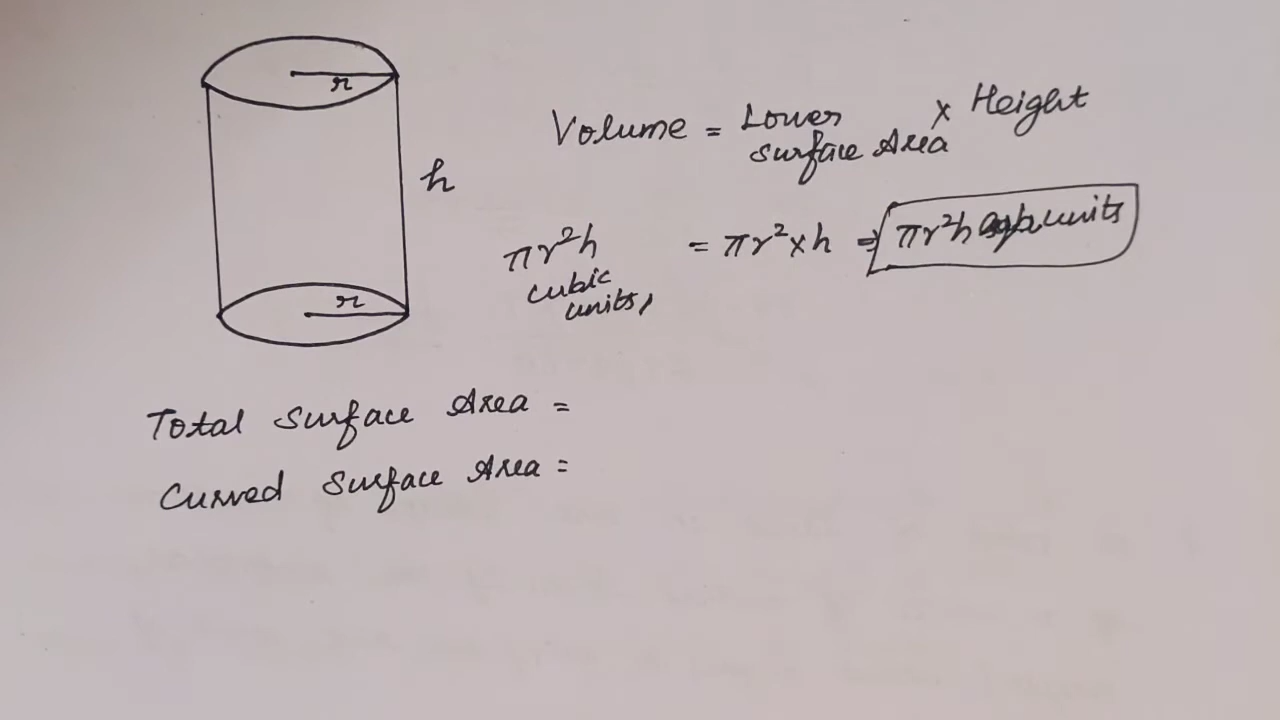 r
h
r
Volume = Lower surface Area × Height
= πr²×h ⇒ πr²h units
πr²h
cubic
units,
Total Surface Area =
Curved Surface Area =